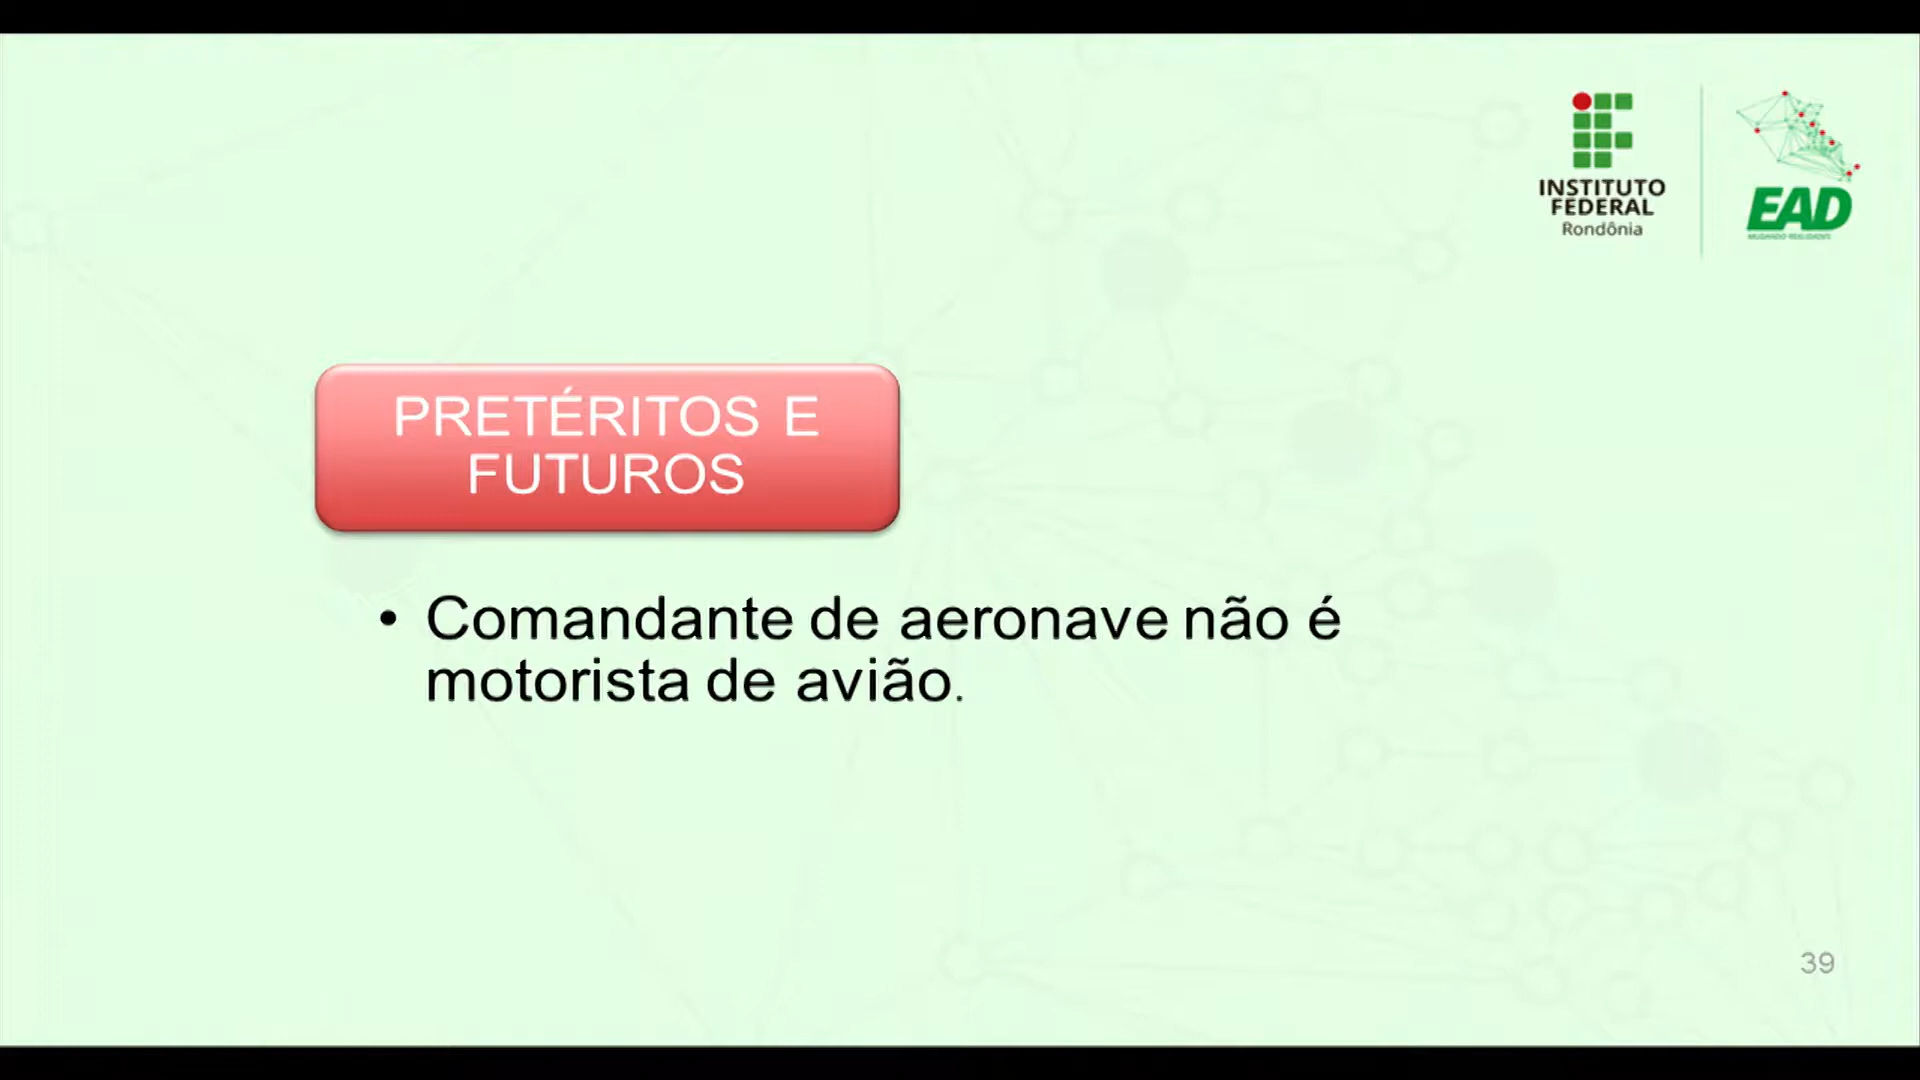 INSTITUTO
FEDERAL
Rondônia
EAD
PRETÉRITOS E
FUTUROS
• Comandante de aeronave não é
motorista de avião.
39